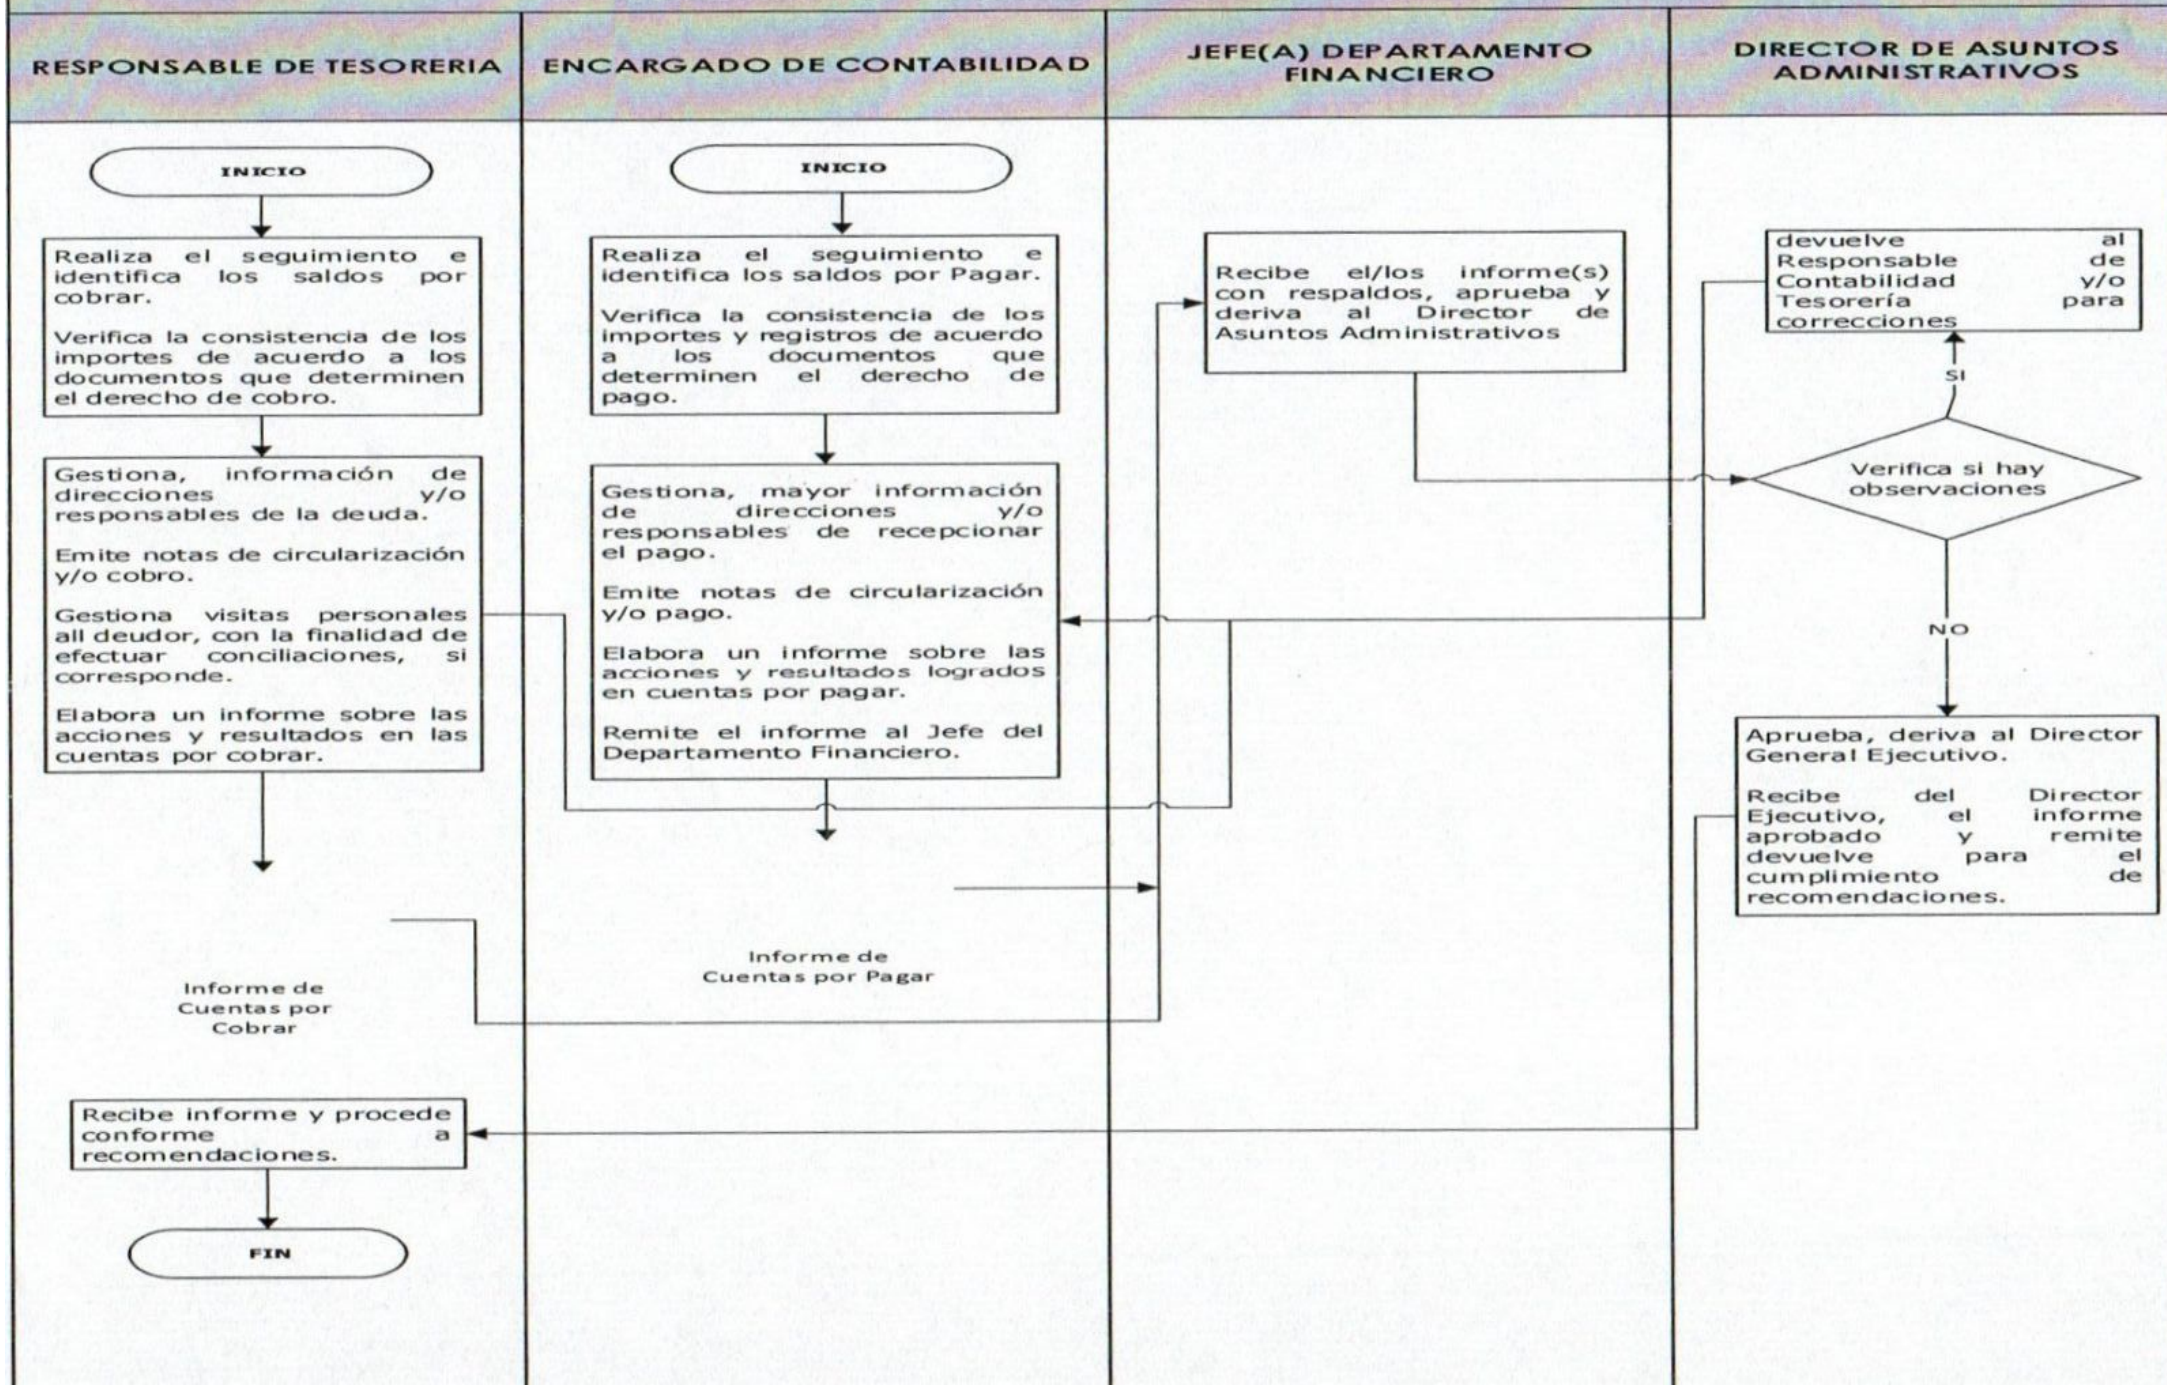 RESPONSABLE DE TESORERIA
ENCARGADO DE CONTABILIDAD
JEFE(A) DEPARTAMENTO
FINANCIERO
DIRECTOR DE ASUNTOS
ADMINISTRATIVOS
INICIO
Realiza el seguimiento e
identifica los saldos por
cobrar.
Verifica la consistencia de los
importes de acuerdo a los
documentos que determinen
el derecho de cobro.
Gestiona, información de
direcciones y/o
responsables de la deuda.
Emite notas de circularización
y/o cobro.
Gestiona visitas personales
all deudor, con la finalidad de
efectuar conciliaciones, si
corresponde.
Elabora un informe sobre las
acciones y resultados en las
cuentas por cobrar.
Informe de
Cuentas por
Cobrar
Recibe informe y procede
conforme a
recomendaciones.
FIN
INICIO
Realiza el seguimiento e
identifica los saldos por Pagar.
Verifica la consistencia de los
importes y registros de acuerdo
a los documentos que
determinen el derecho de
pago.
Gestiona, mayor información
de direcciones y/o
responsables de recepcionar
el pago.
Emite notas de circularización
y/o pago.
Elabora un informe sobre las
acciones y resultados logrados
en cuentas por pagar.
Remite el informe al Jefe del
Departamento Financiero.
Informe de
Cuentas por Pagar
Recibe el/los informe(s)
con respaldos, aprueba y
deriva al Director de
Asuntos Administrativos
devuelve al
Responsable de
Contabilidad y/o
Tesorería para
correcciones
SI
Verifica si hay
observaciones
NO
Aprueba, deriva al Director
General Ejecutivo.
Recibe del Director
Ejecutivo, el informe
aprobado y remite
devuelve para el
cumplimiento de
recomendaciones.